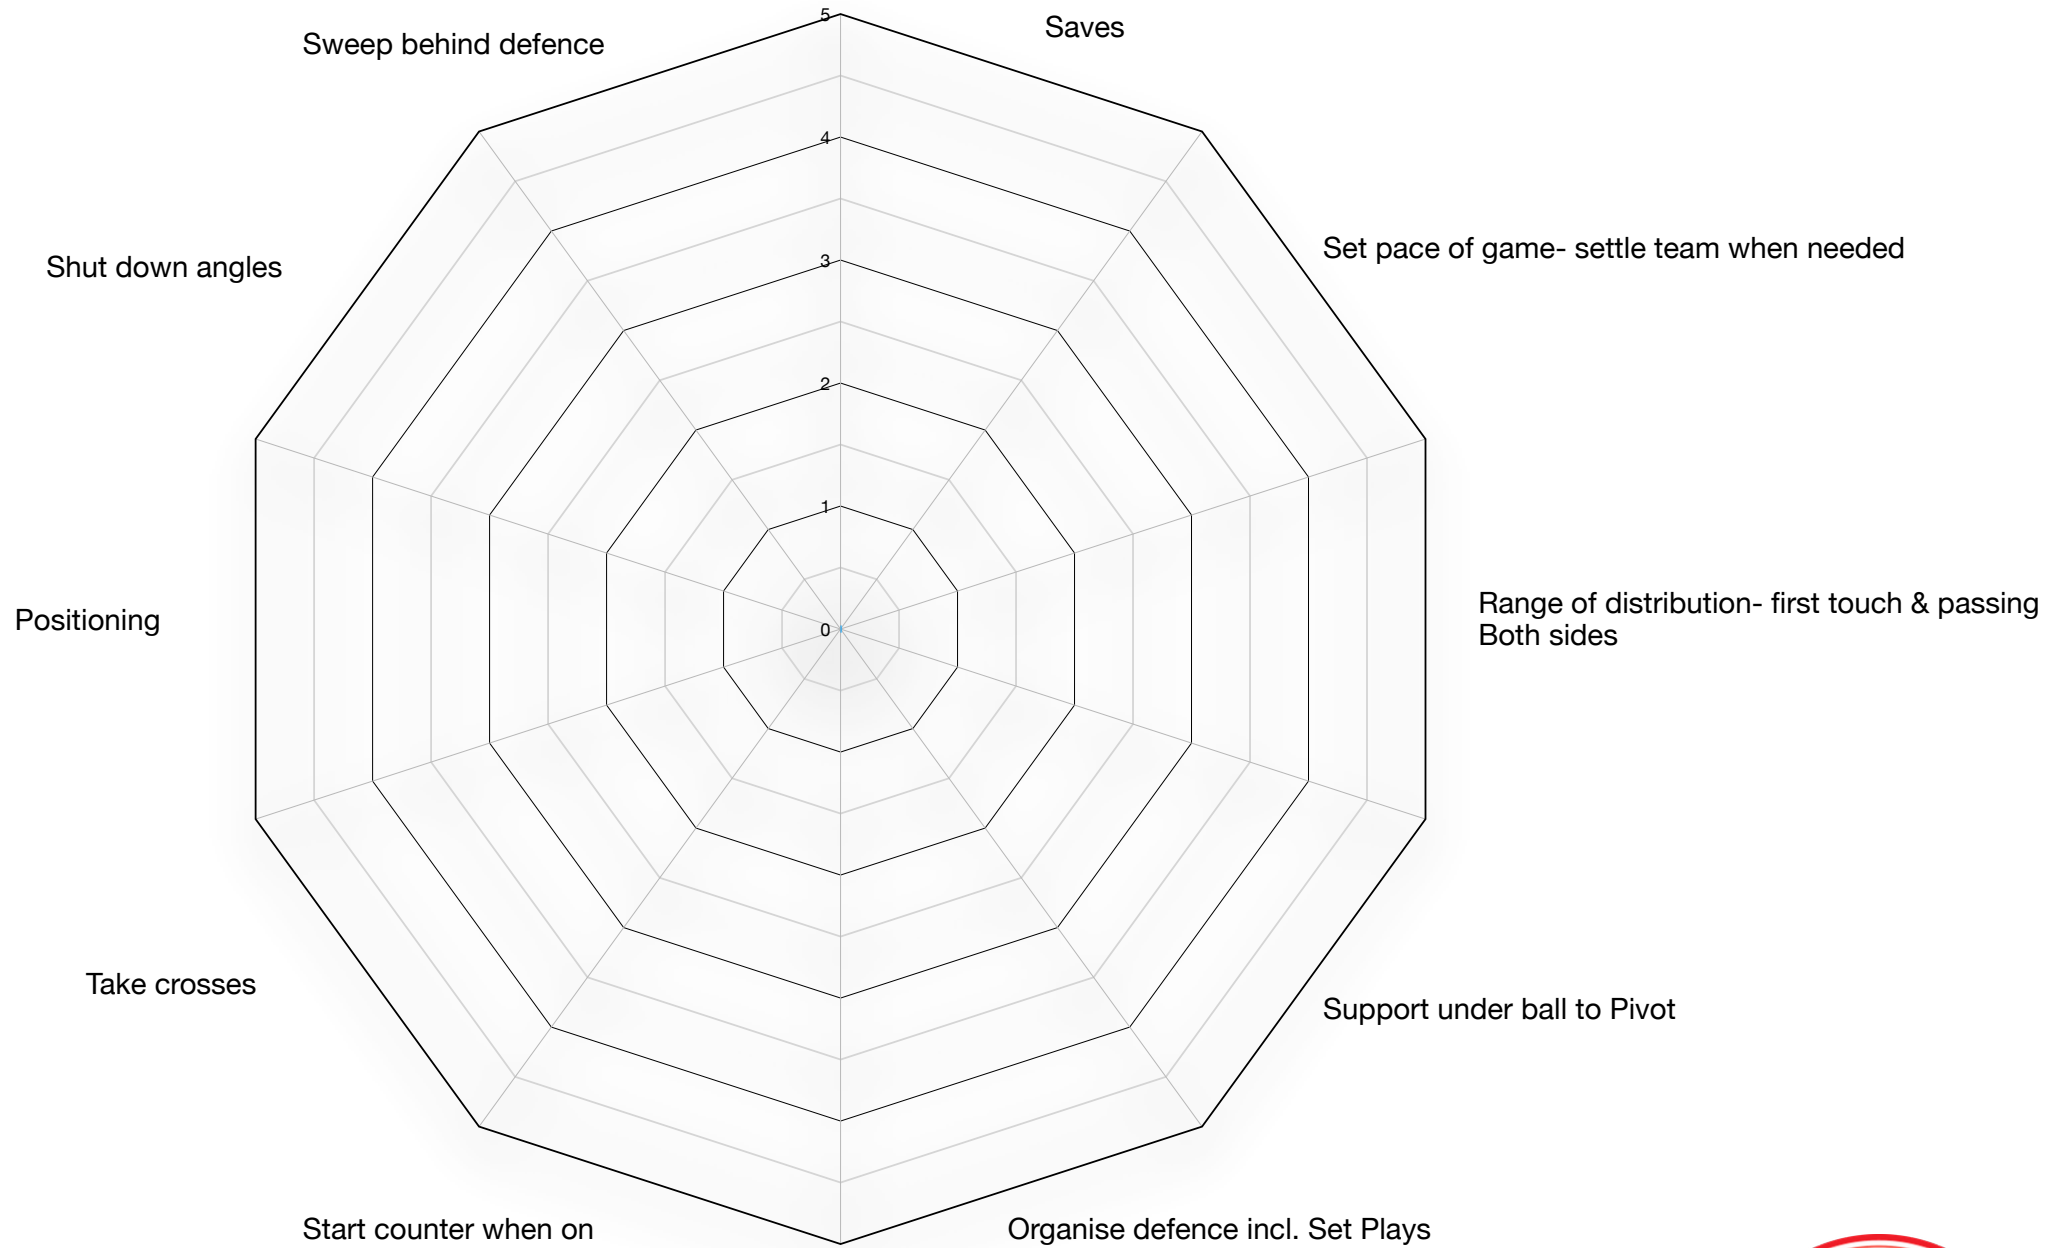 5
Saves
Sweep behind defence
4
Set pace of game- settle team when needed
3
Shut down angles
2
1
Range of distribution- first touch & passing
Both sides
Positioning
0
Take crosses
Support under ball to Pivot
Start counter when on
Organise defence incl. Set Plays